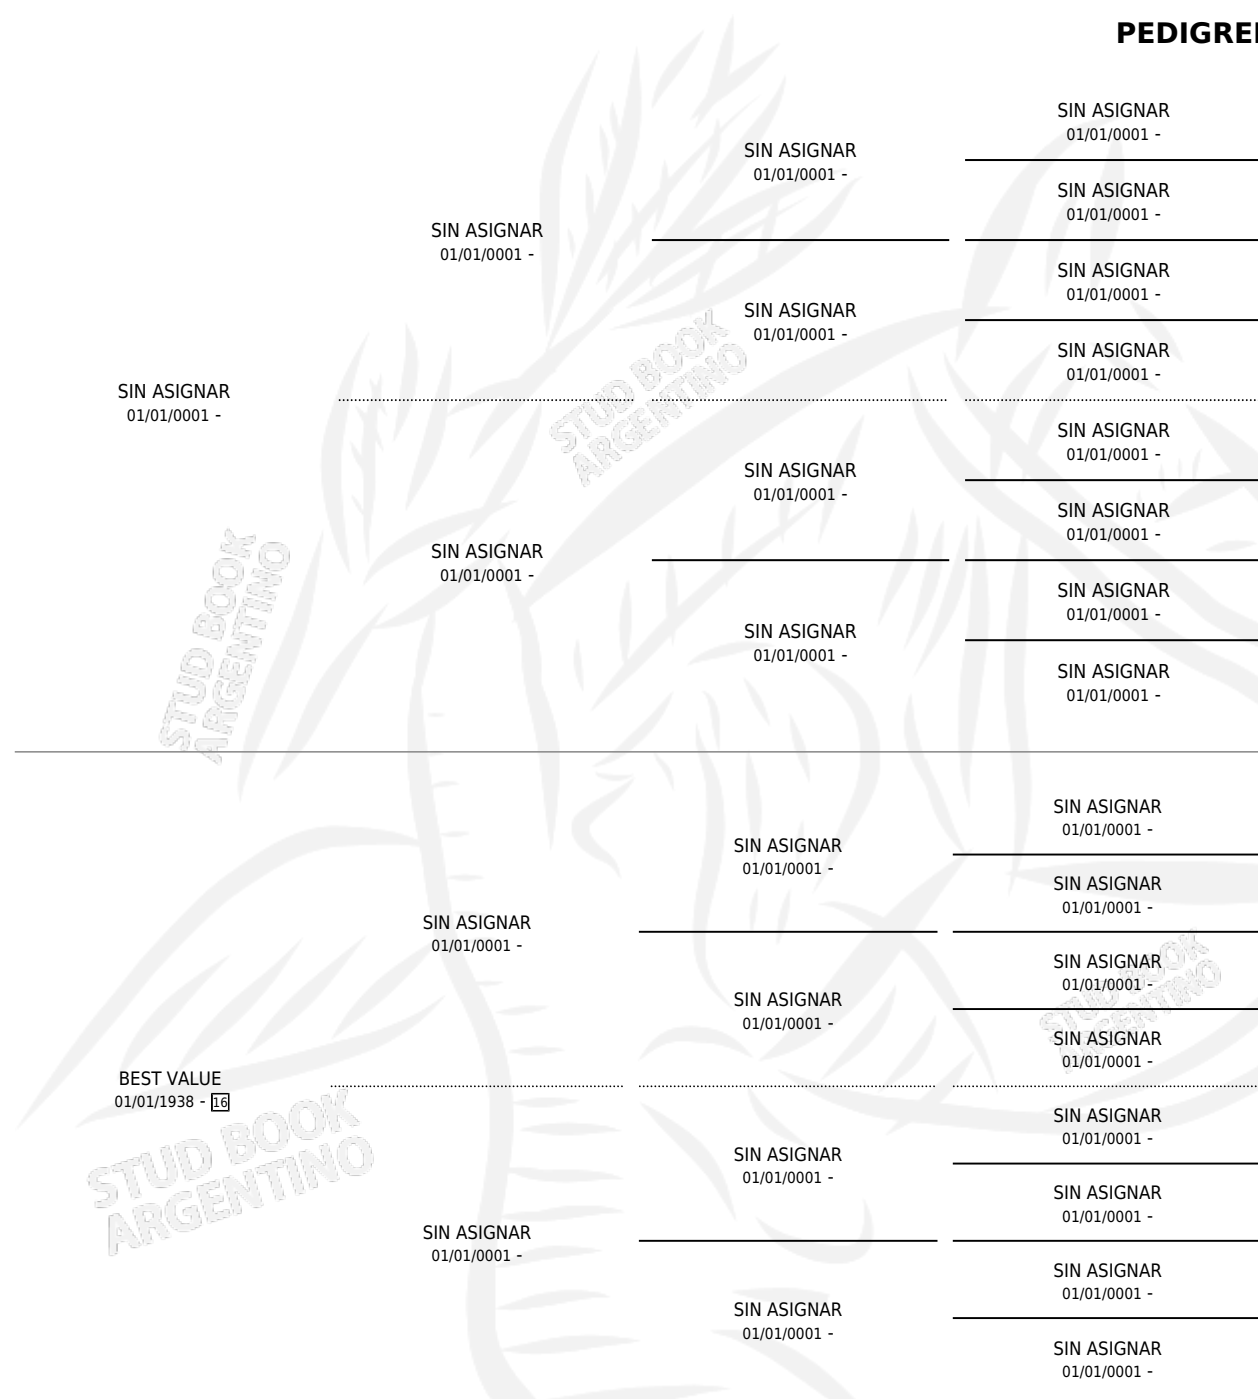 PEDIGREE
SIN ASIGNAR
01/01/0001 -
SIN ASIGNAR
01/01/0001 -
SIN ASIGNAR
01/01/0001 -
SIN ASIGNAR
01/01/0001 -
SIN ASIGNAR
01/01/0001 -
SIN ASIGNAR
01/01/0001 -
SIN ASIGNAR
01/01/0001 -
SIN ASIGNAR
01/01/0001 -
STUD BOOK
ARGENTINO
SIN ASIGNAR
01/01/0001 -
SIN ASIGNAR
01/01/0001 -
SIN ASIGNAR
01/01/0001 -
SIN ASIGNAR
01/01/0001 -
SIN ASIGNAR
01/01/0001 -
SIN ASIGNAR
01/01/0001 -
SIN ASIGNAR
01/01/0001 -
STUD BOOK
ARGENTINO
SIN ASIGNAR
01/01/0001 -
SIN ASIGNAR
01/01/0001 -
SIN ASIGNAR
01/01/0001 -
SIN ASIGNAR
01/01/0001 -
SIN ASIGNAR
01/01/0001 -
SIN ASIGNAR
01/01/0001 -
SIN ASIGNAR
01/01/0001 -
STUD BOOK
ARGENTINO
SIN ASIGNAR
01/01/0001 -
BEST VALUE
01/01/1938 - 16
STUD BOOK
ARGENTINO
SIN ASIGNAR
01/01/0001 -
SIN ASIGNAR
01/01/0001 -
SIN ASIGNAR
01/01/0001 -
SIN ASIGNAR
01/01/0001 -
SIN ASIGNAR
01/01/0001 -
SIN ASIGNAR
01/01/0001 -
SIN ASIGNAR
01/01/0001 -